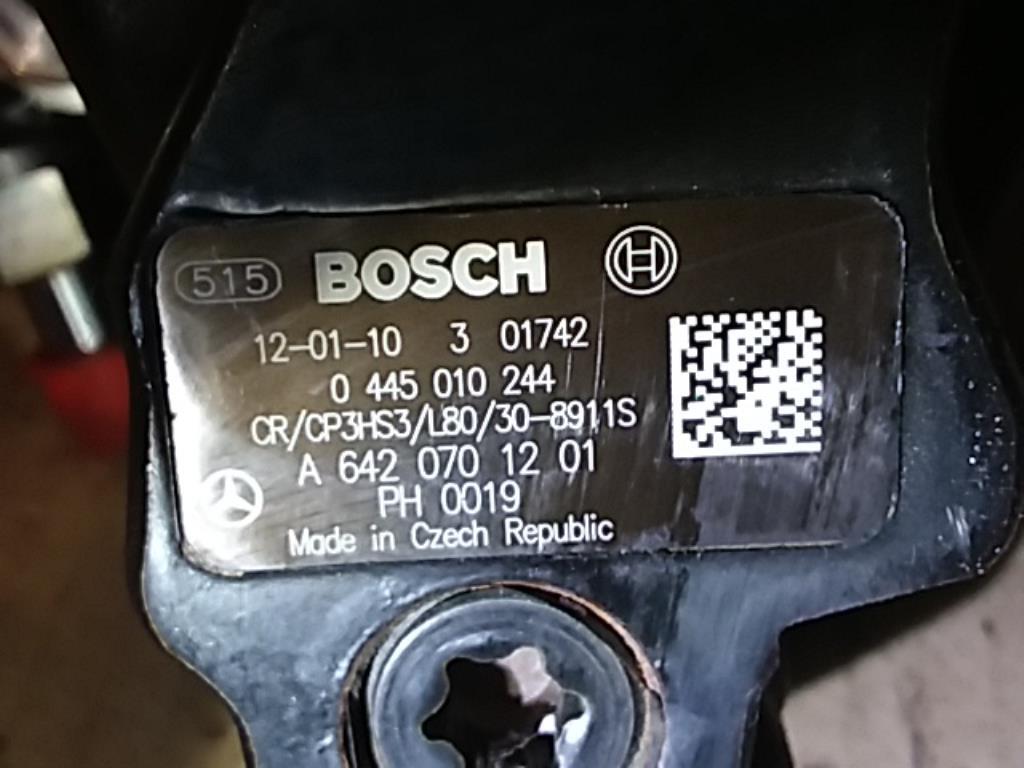 515 BOSCH
12-01-10 3 01742
0 445 010 244
CR/CP3HS3/L80/30-8911S
A 642 070 12 01
PH 0019
Made in Czech Republic